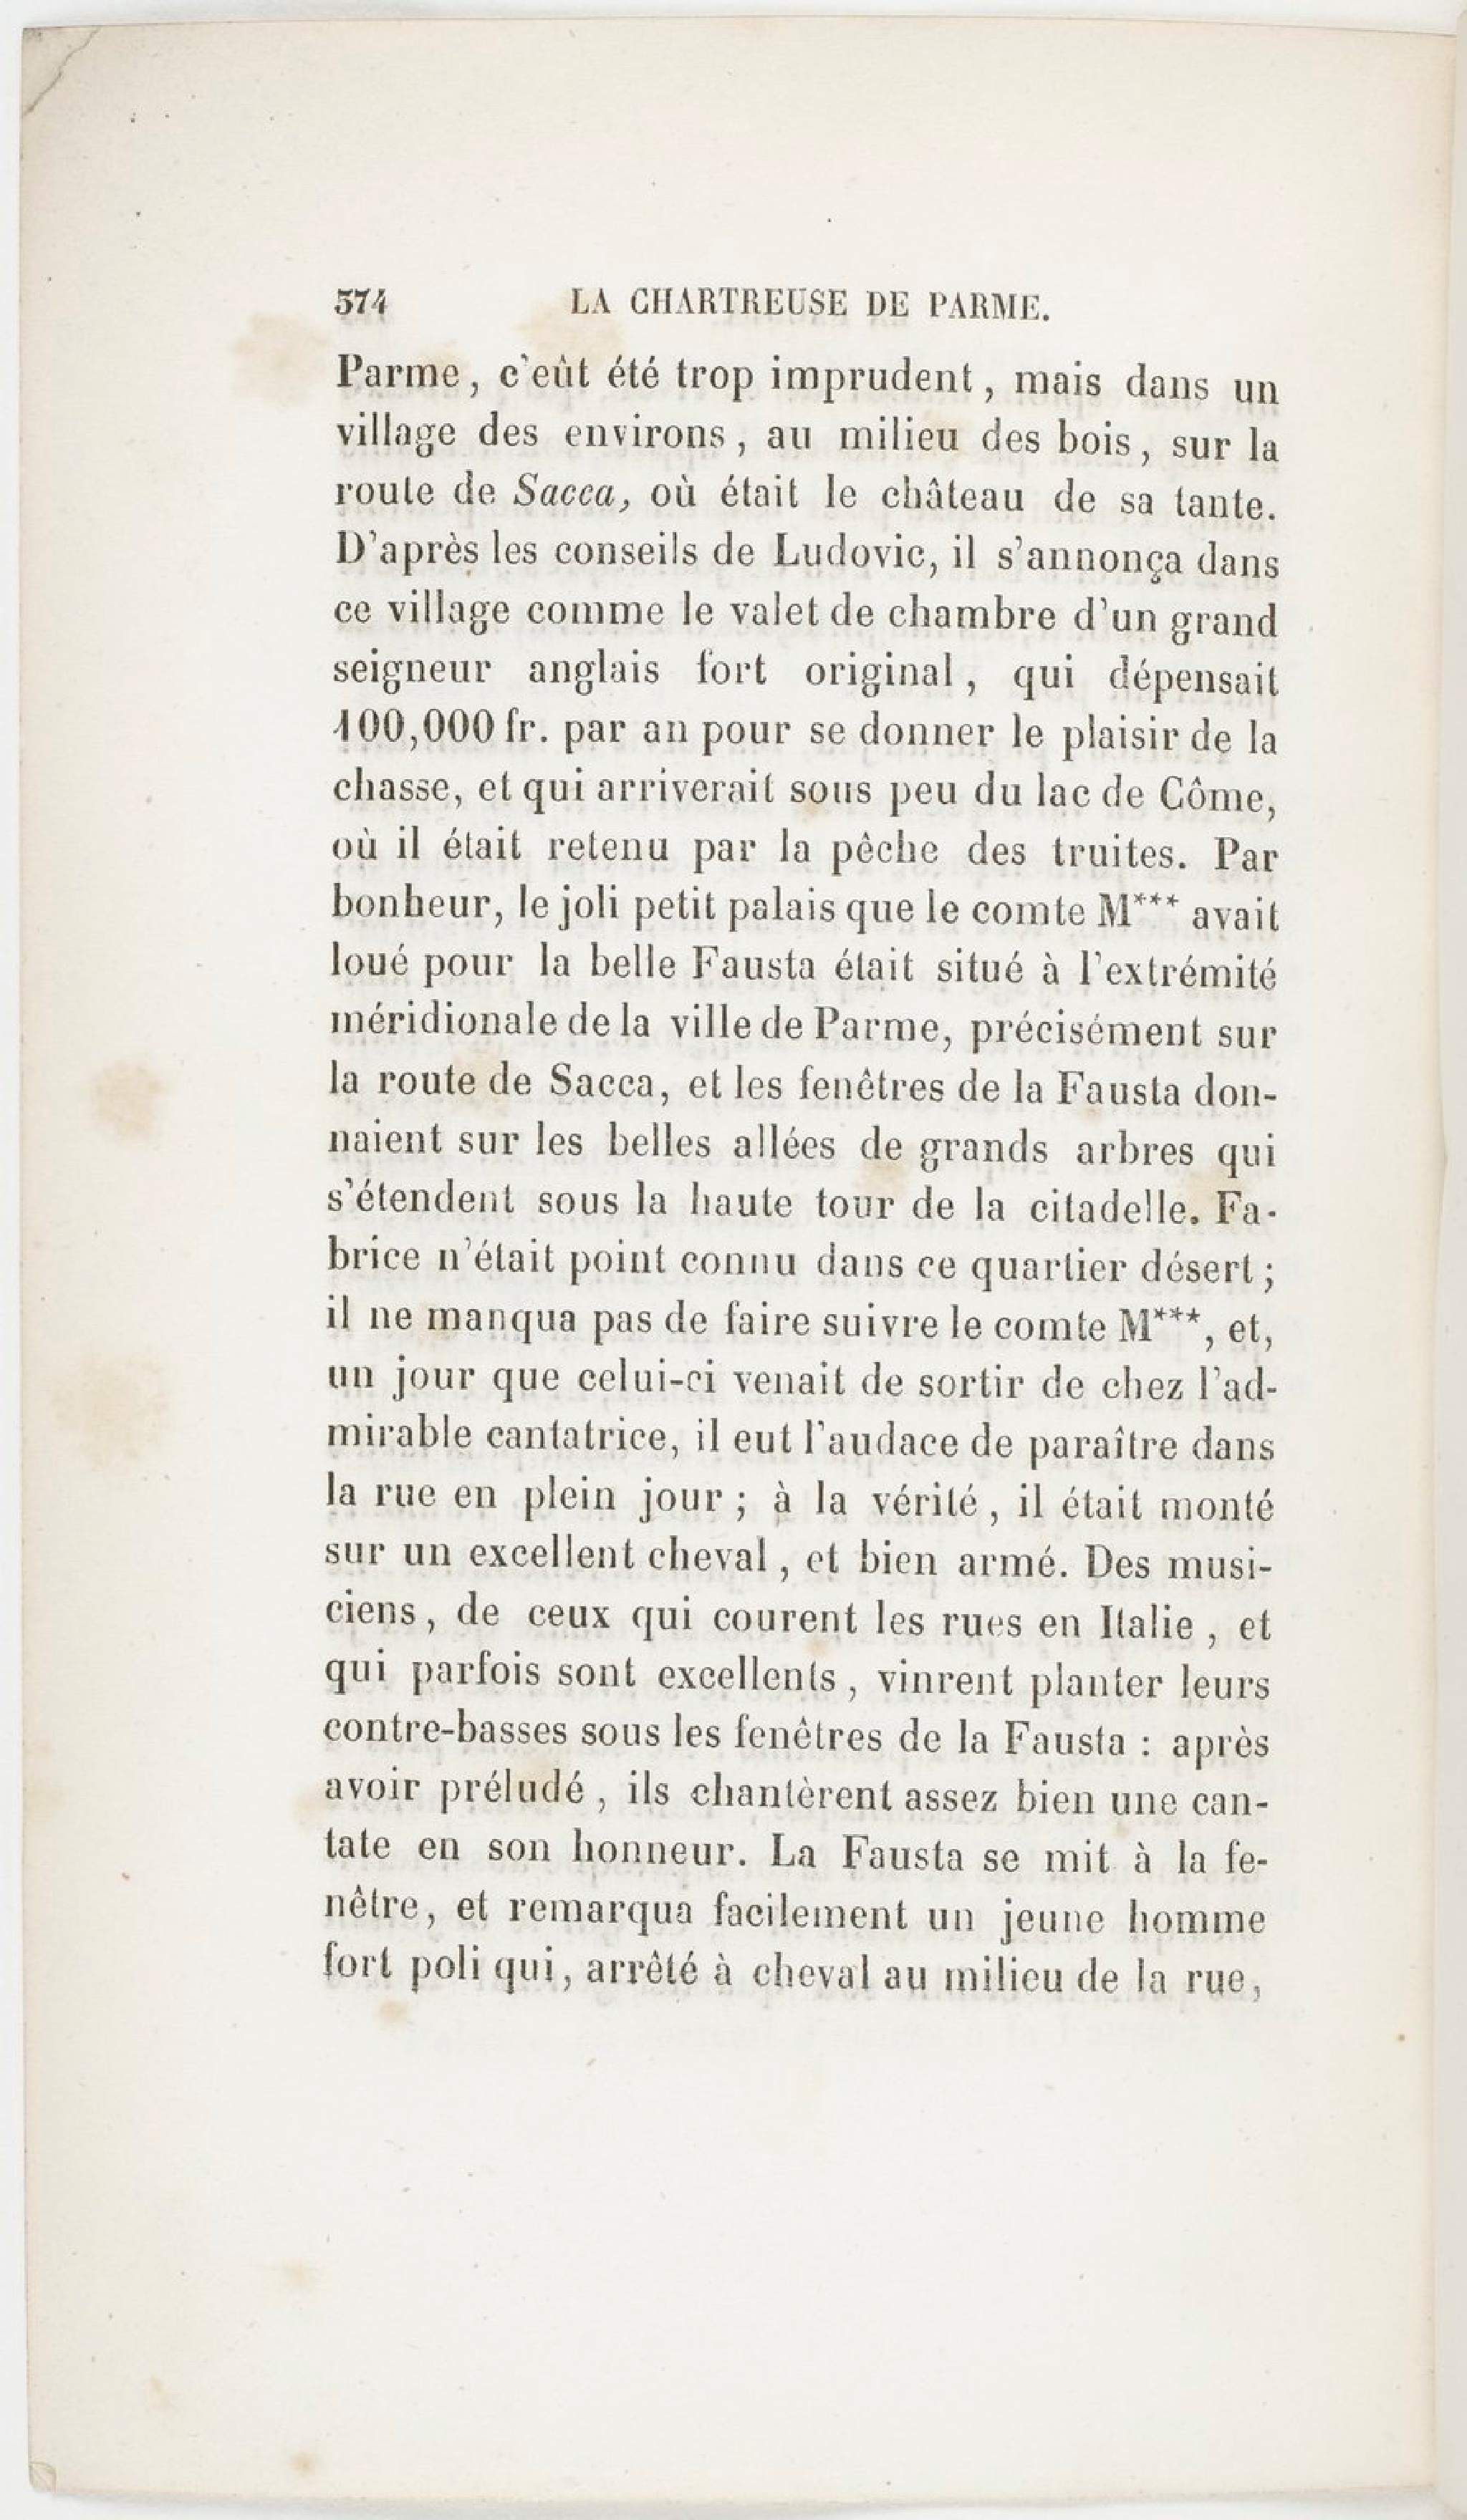 374 LA CHARTREUSE DE PARME.
Parme, c'eût été trop imprudent, mais dans un
village des environs, au milieu des bois, sur la
route de Sacca, où était le château de sa tante.
D'après les conseils de Ludovic, il s'annonça dans
ce village comme le valet de chambre d'un grand
seigneur anglais fort original, qui dépensait
100,000 fr. par an pour se donner le plaisir de la
chasse, et qui arriverait sous peu du lac de Côme,
où il était retenu par la pêche des truites. Par
bonheur, le joli petit palais que le comte M*** avait
loué pour la belle Fausta était situé à l'extrémité
méridionale de la ville de Parme, précisément sur
la route de Sacca, et les fenêtres de la Fausta don-
naient sur les belles allées de grands arbres qui
s'étendent sous la haute tour de la citadelle. Fa-
brice n'était point connu dans ce quartier désert;
il ne manqua pas de faire suivre le comte M***, et,
un jour que celui-ci venait de sortir de chez l'ad-
mirable cantatrice, il eut l'audace de paraître dans
la rue en plein jour; à la vérité, il était monté
sur un excellent cheval, et bien armé. Des musi-
ciens, de ceux qui courent les rues en Italie, et
qui parfois sont excellents, vinrent planter leurs
contre-basses sous les fenêtres de la Fausta : après
avoir préludé, ils chantèrent assez bien une can-
tate en son honneur. La Fausta se mit à la fe-
nêtre, et remarqua facilement un jeune homme
fort poli qui, arrêté à cheval au milieu de la rue,